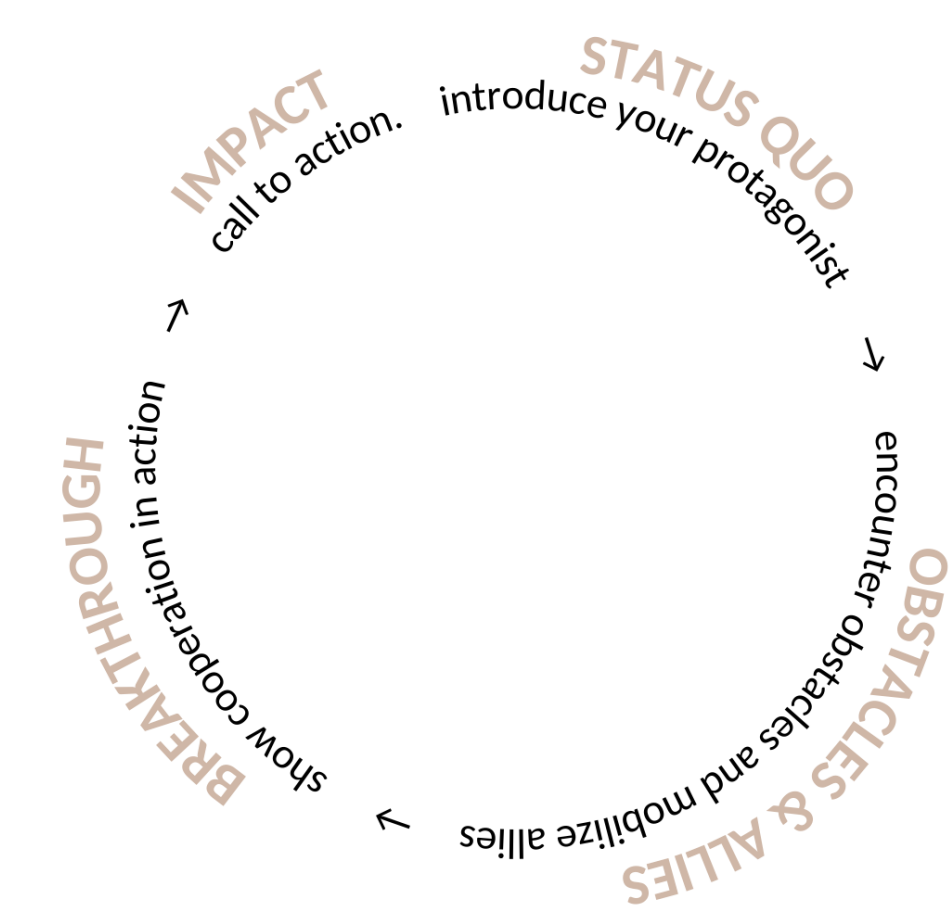 STATUS QUO
introduce your protagonist
→
OBSTACLES & ALLIES
encounter obstacles and mobilize allies
→
BREAKTHROUGH
show cooperation in action
→
IMPACT
call to action.